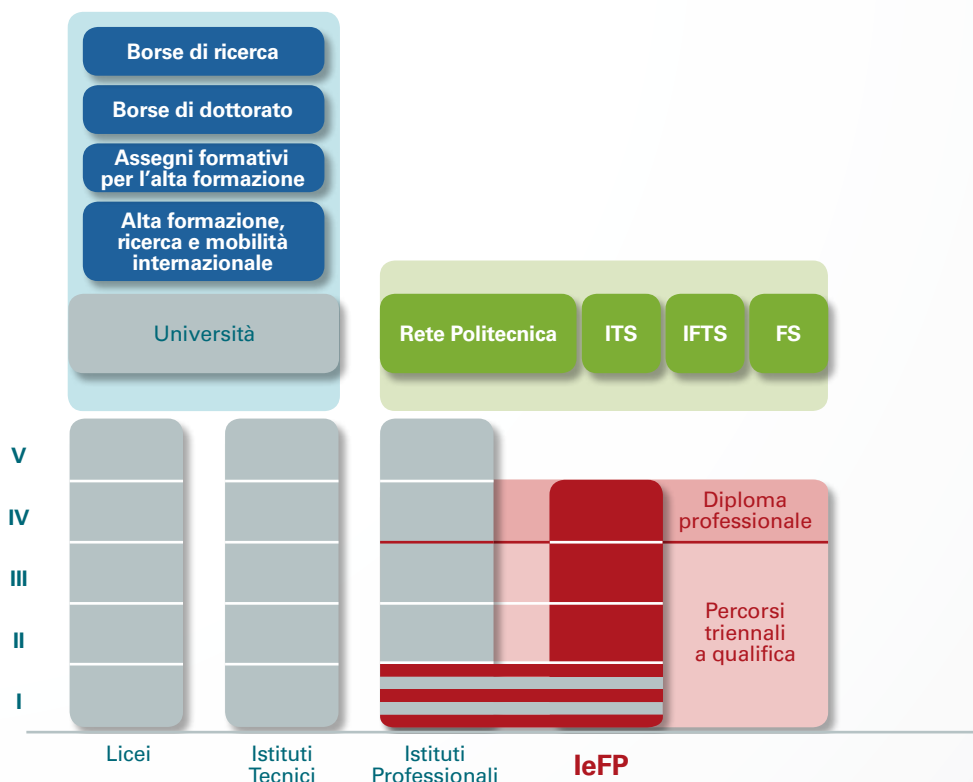 Borse di ricerca
Borse di dottorato
Assegni formativi
per l'alta formazione
Alta formazione,
ricerca e mobilità
internazionale
Università
Rete Politecnica
ITS
IFTS
FS
V
IV
III
II
I
Diploma
professionale
Percorsi
triennali
a qualifica
Licei
Istituti
Tecnici
Istituti
Professionali
IeFP